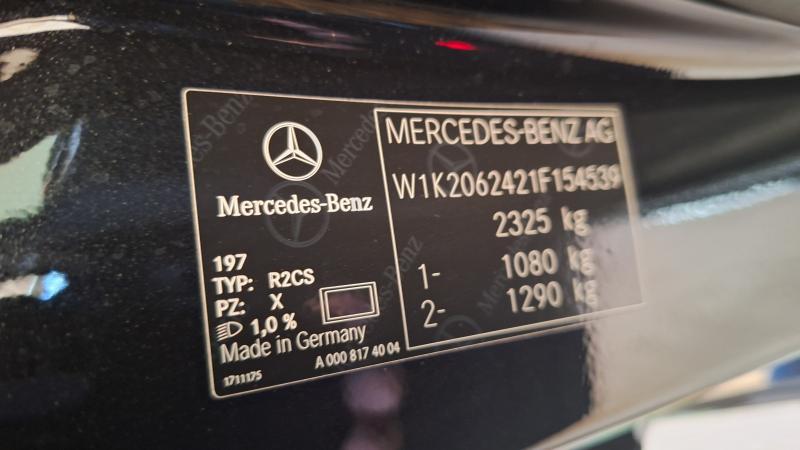 Mercedes-Benz
197
TYP: R2CS
PZ: X
1,0 %
Made in Germany
1711175
A 000 817 40 04
MERCEDES-BENZ AG
W1K2062421F154539
2325 kg
1- 1080 kg
2- 1290 kg